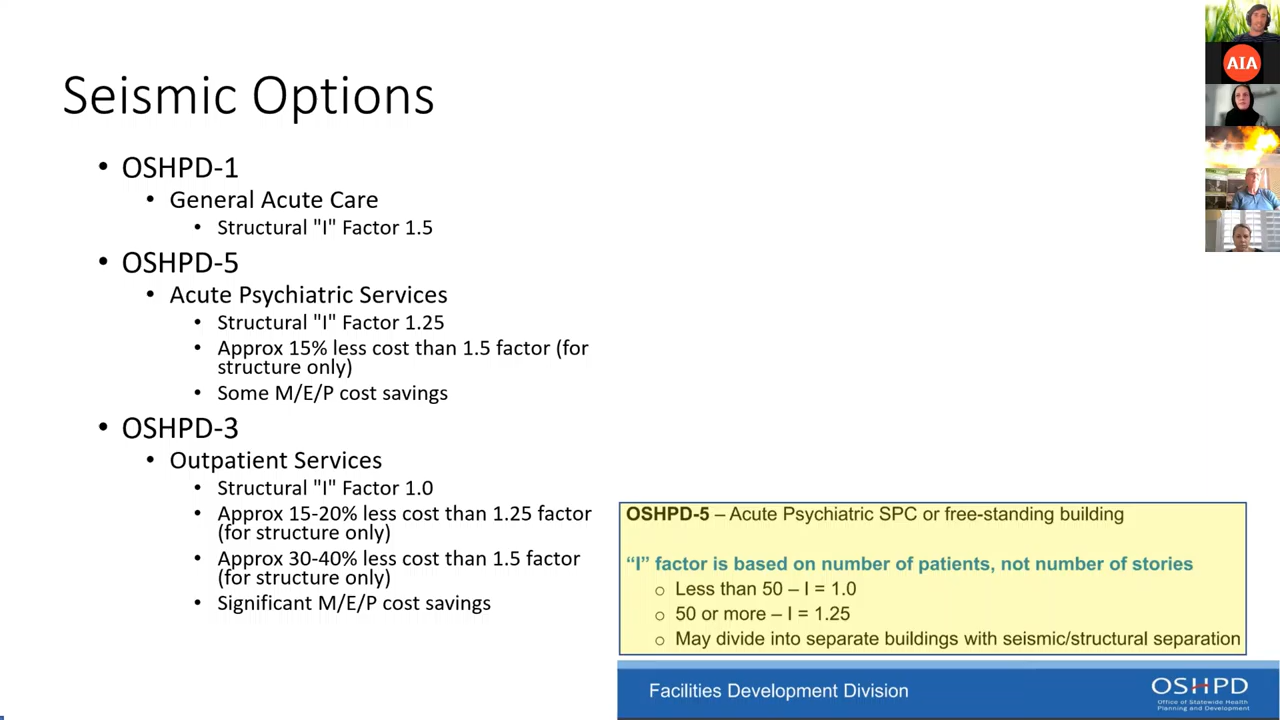 Seismic Options
• OSHPD-1
• General Acute Care
• Structural "I" Factor 1.5
• OSHPD-5
• Acute Psychiatric Services
• Structural "I" Factor 1.25
• Approx 15% less cost than 1.5 factor (for
structure only)
• Some M/E/P cost savings
• OSHPD-3
• Outpatient Services
• Structural "I" Factor 1.0
• Approx 15-20% less cost than 1.25 factor
(for structure only)
• Approx 30-40% less cost than 1.5 factor
(for structure only)
• Significant M/E/P cost savings
OSHPD-5 – Acute Psychiatric SPC or free-standing building
“I” factor is based on number of patients, not number of stories
○ Less than 50 – I = 1.0
○ 50 or more – I = 1.25
○ May divide into separate buildings with seismic/structural separation
Facilities Development Division
OSHPD
Office of Statewide Health
Planning and Development
AIA